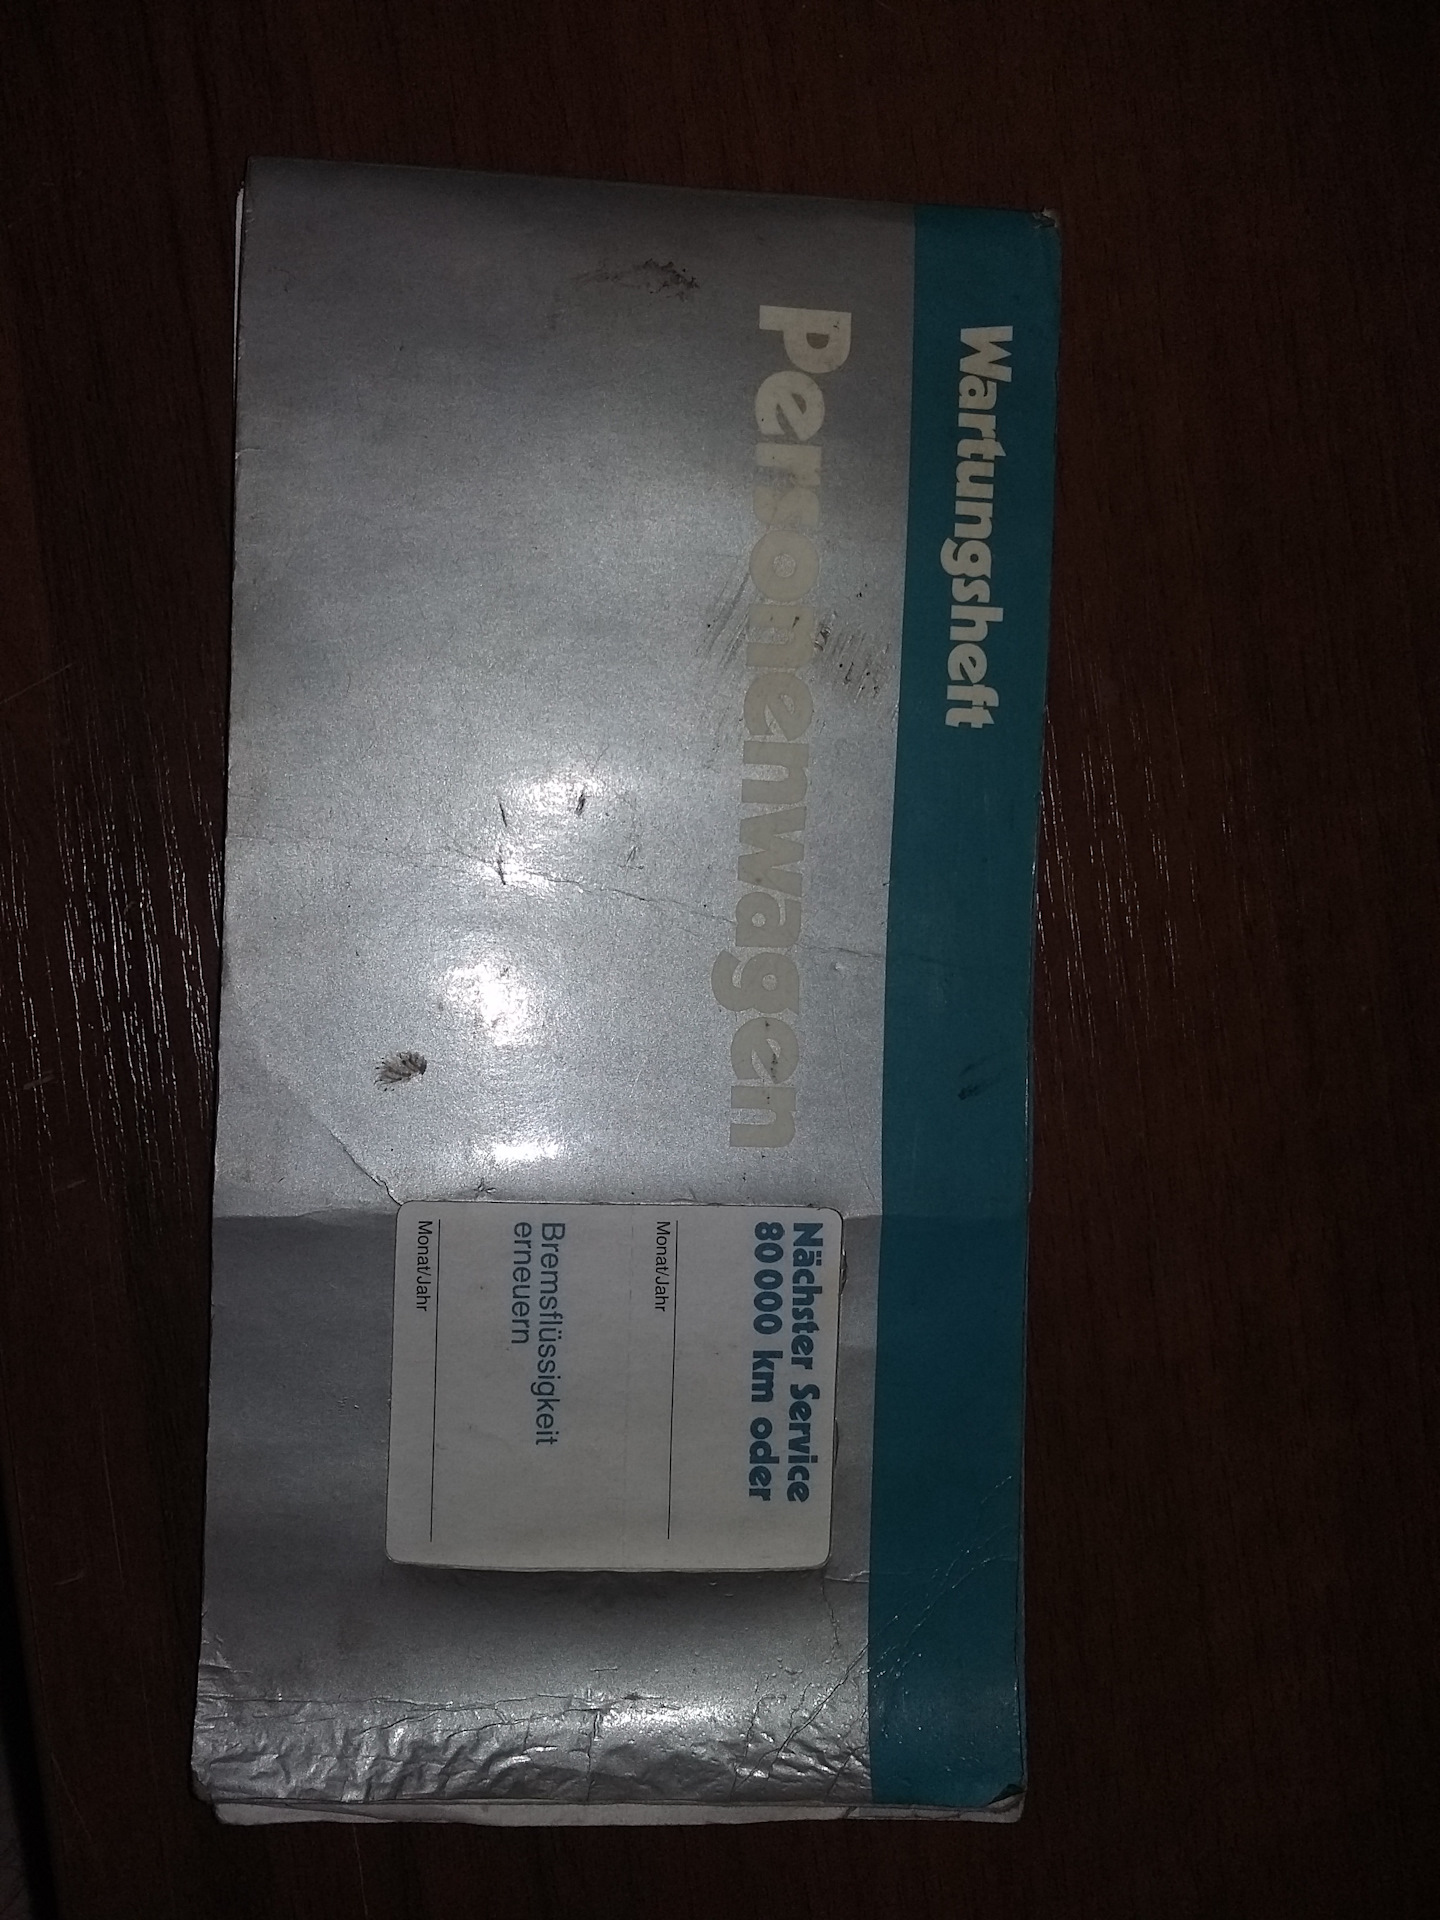 Wartungsheft
Personenwagen
Nächster Service
80 000 km oder
Monat/Jahr
Bremsflüssigkeit
erneuern
Monat/Jahr